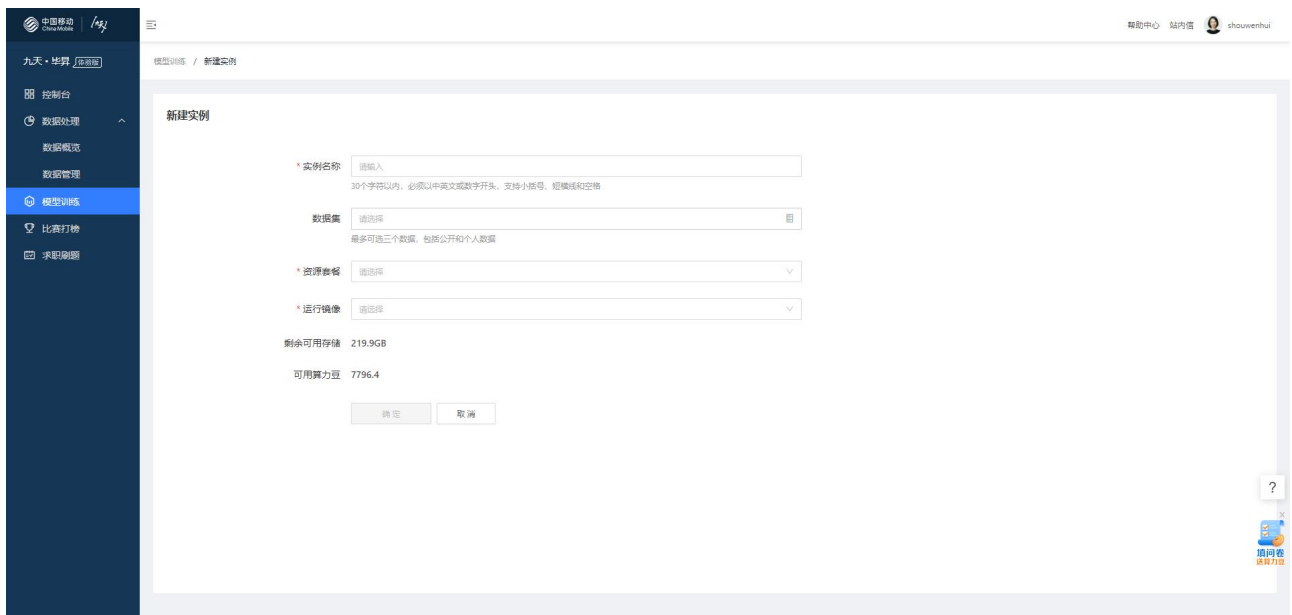 中国移动
China Mobile
帮助中心 站内信 shouwenhui
九天·毕昇 体验版
模型训练 / 新建实例
控制台
数据处理
数据概览
数据管理
模型训练
比赛打榜
求职刷题
新建实例
* 实例名称 请输入
30个字符以内，必须以中英文或数字开头，支持小括号、短横线和空格
数据集 请选择
最多可选三个数据，包括公开和个人数据
* 资源套餐 请选择
* 运行镜像 请选择
剩余可用存储 219.9GB
可用算力豆 7796.4
确定 取消
?
填问卷
送算力豆